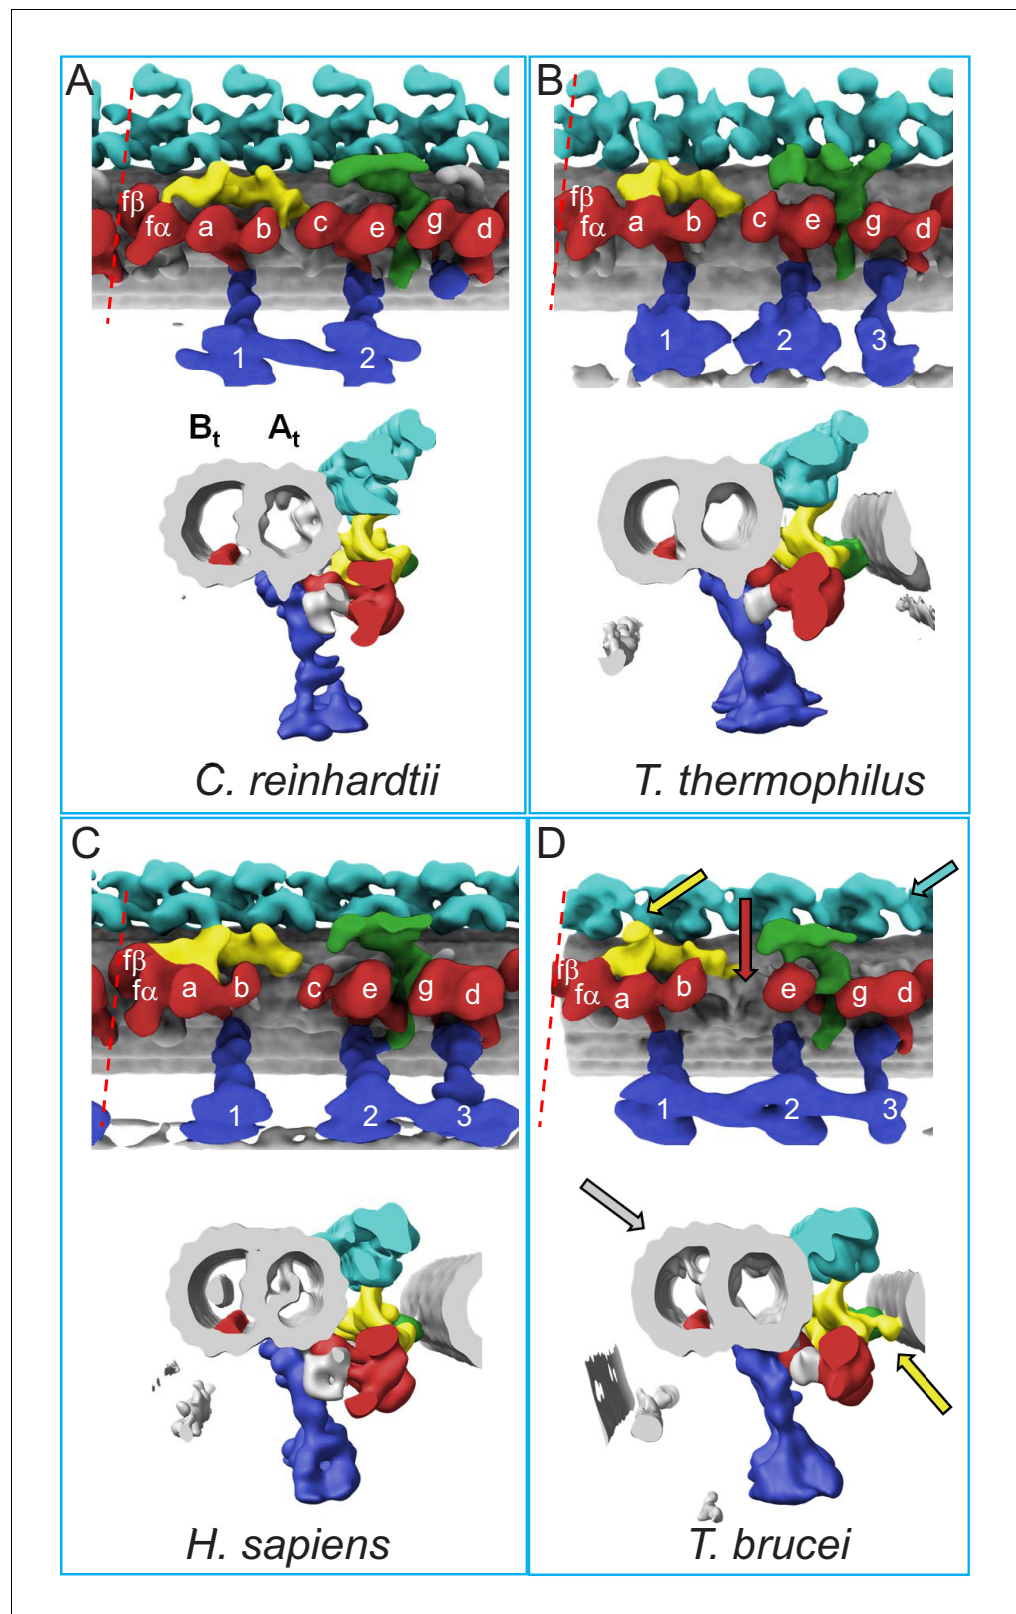 A
fβ
fα a b c e g d
1 2
Bt At
C. reinhardtii
B
fβ
fα a b c e g d
1 2 3
T. thermophilus
C
fβ
fα a b c e g d
1 2 3
H. sapiens
D
fβ
fα a b e g d
1 2 3
T. brucei